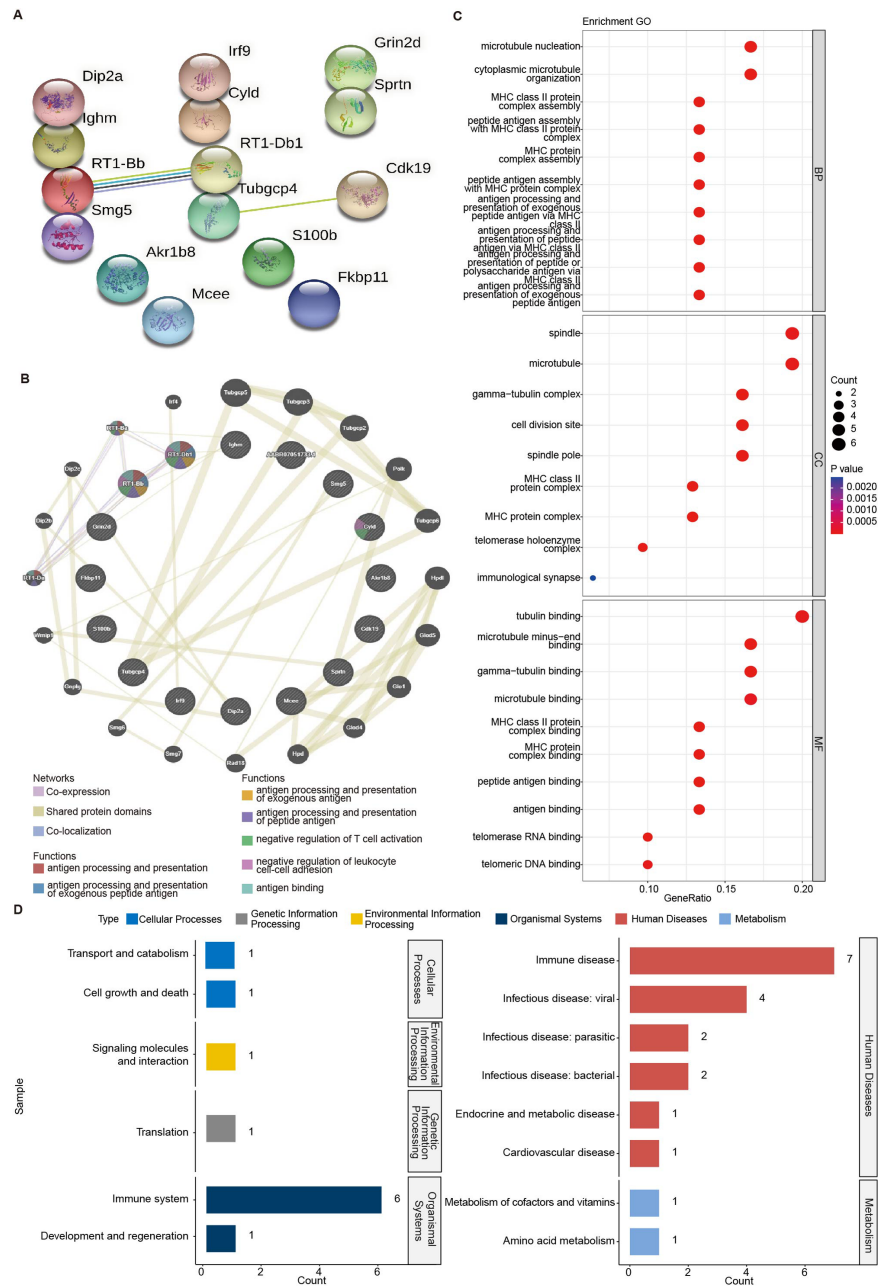 A
Dip2a
Ighm
RT1-Bb
Smg5
Irf9
Cyld
RT1-Db1
Tubgcp4
Grin2d
Sprtn
Cdk19
Akr1b8
S100b
Mcee
Fkbp11
B
Tubgcp5
Tubgcp3
Irf4
RT1-Ba
Ighm
Tubgcp2
RT1-Db1
Dip2c
RT1-Bb
Smg5
Polk
Dip2b
Grin2d
Cyld
Tubgcp6
RT1-Da
Fkbp11
Akr1b8
Hpdl
Wrnip1
S100b
Cdk19
Glod5
Gnptg
Tubgcp4
Sprtn
Glo1
Irf9
Dip2a
Mcee
Smg6
Glod4
Smg7
Rad18
Hpd
Networks
Co-expression
Shared protein domains
Co-localization
Functions
antigen processing and presentation
antigen processing and presentation
of exogenous peptide antigen
Functions
antigen processing and presentation
of exogenous antigen
antigen processing and presentation
of peptide antigen
negative regulation of T cell activation
negative regulation of leukocyte
cell-cell adhesion
antigen binding
C
Enrichment GO
microtubule nucleation
cytoplasmic microtubule
organization
MHC class II protein
complex assembly
peptide antigen assembly
with MHC class II protein
complex
MHC protein
complex assembly
peptide antigen assembly
with MHC protein complex
antigen processing and
presentation of exogenous
peptide antigen via MHC
class II
antigen processing and
presentation of peptide
antigen via MHC class II
antigen processing and
presentation of peptide or
polysaccharide antigen via
MHC class II
antigen processing and
presentation of exogenous
peptide antigen
BP
spindle
microtubule
gamma−tubulin complex
cell division site
spindle pole
MHC class II
protein complex
MHC protein complex
telomerase holoenzyme
complex
immunological synapse
CC
tubulin binding
microtubule minus−end
binding
gamma−tubulin binding
microtubule binding
MHC class II protein
complex binding
MHC protein
complex binding
peptide antigen binding
antigen binding
telomerase RNA binding
telomeric DNA binding
MF
0.10
0.15
0.20
GeneRatio
Count
2
3
4
5
6
P value
0.0020
0.0015
0.0010
0.0005
D
Type
Cellular Processes
Genetic Information
Processing
Environmental Information
Processing
Organismal Systems
Human Diseases
Metabolism
Sample
Transport and catabolism
1
Cell growth and death
1
Cellular
Processes
Signaling molecules
and interaction
1
Environmental
Information
Processing
Translation
1
Genetic
Information
Processing
Immune system
6
Development and regeneration
1
Organismal
Systems
0
2
4
6
Count
Immune disease
7
Infectious disease: viral
4
Infectious disease: parasitic
2
Infectious disease: bacterial
2
Endocrine and metabolic disease
1
Cardiovascular disease
1
Human Diseases
Metabolism of cofactors and vitamins
1
Amino acid metabolism
1
Metabolism
0
2
4
6
Count